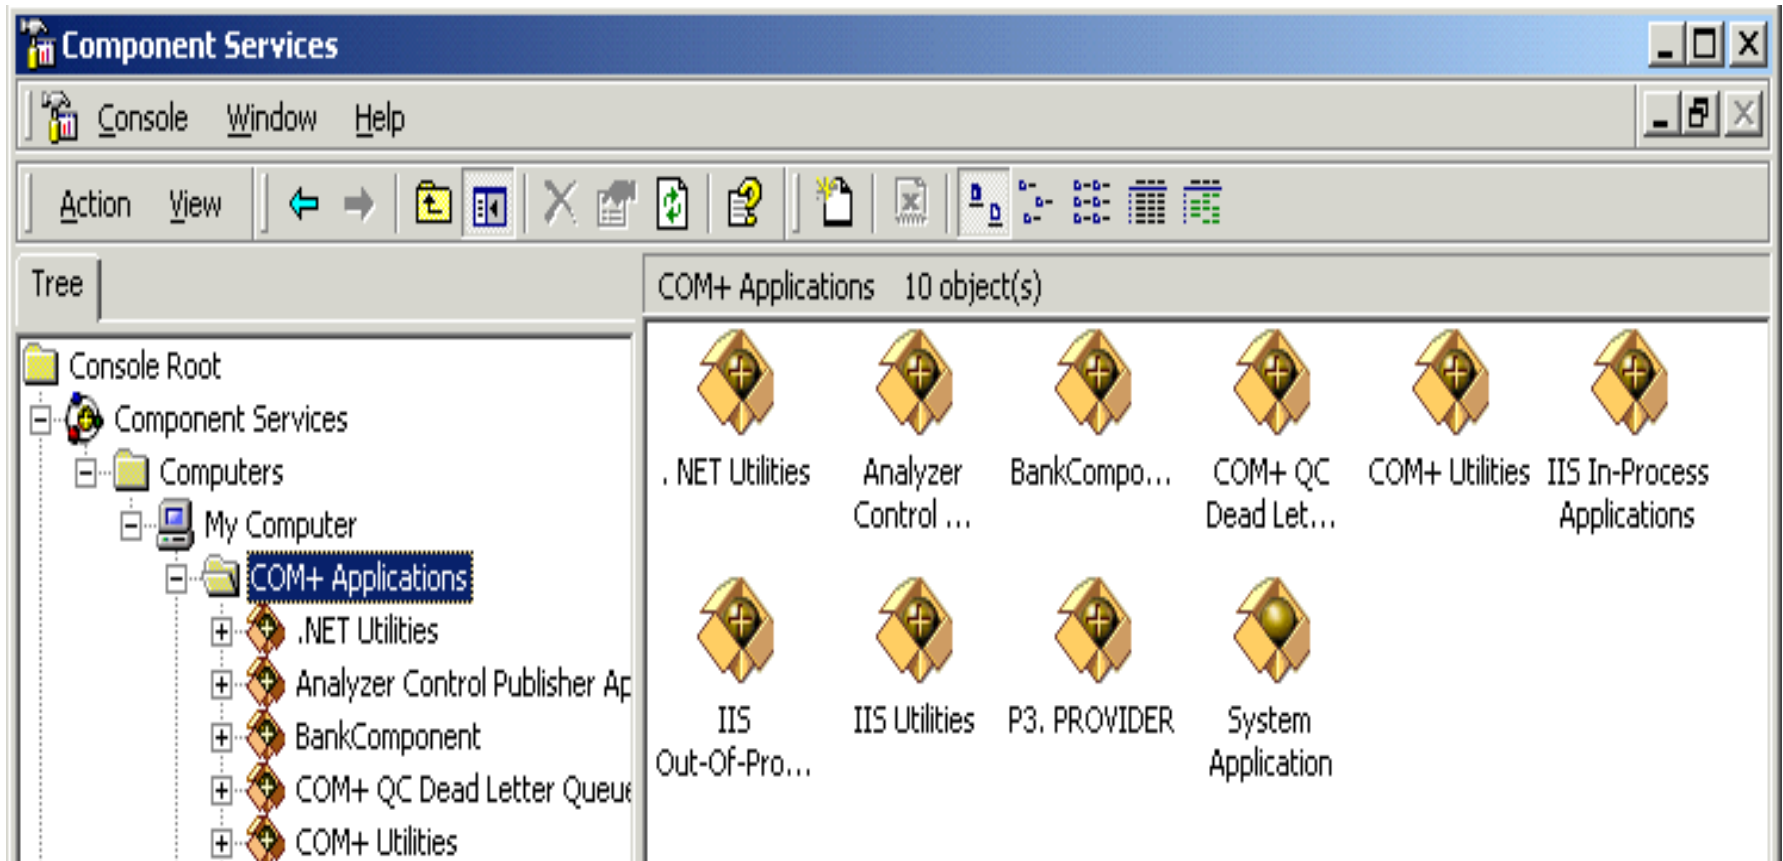 Component Services
Console Window Help
Action View
Tree
COM+ Applications 10 object(s)
Console Root
Component Services
Computers
My Computer
COM+ Applications
.NET Utilities
Analyzer Control Publisher Ap
BankComponent
COM+ QC Dead Letter Queue
COM+ Utilities
. NET Utilities
Analyzer
Control ...
BankCompo...
COM+ QC
Dead Let...
COM+ Utilities
IIS In-Process
Applications
IIS
Out-Of-Pro...
IIS Utilities
P3. PROVIDER
System
Application